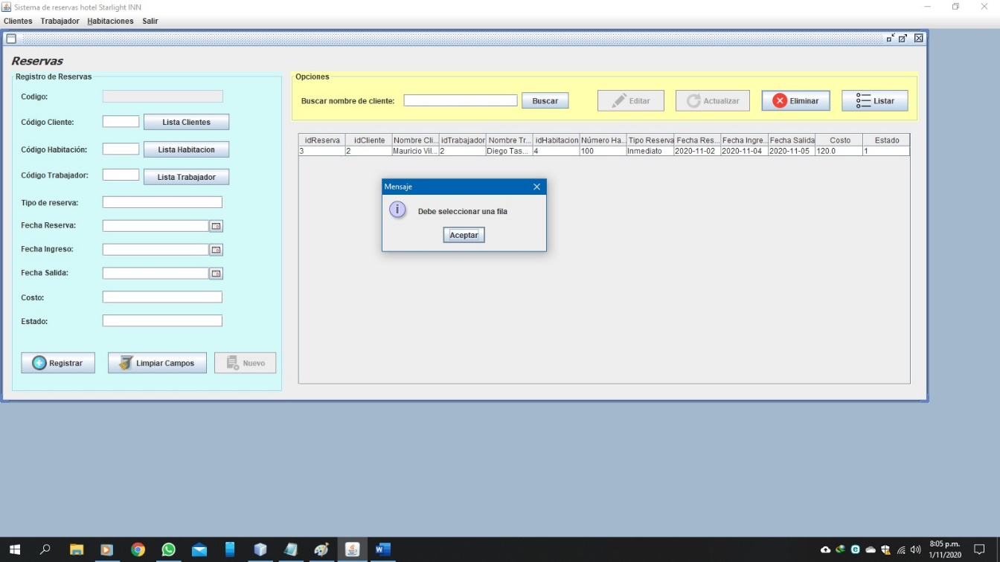 Sistema de reservas hotel Starlight INN
Clientes Trabajador Habitaciones Salir
Reservas
Registro de Reservas
Codigo:
Código Cliente: Lista Clientes
Código Habitación: Lista Habitacion
Código Trabajador: Lista Trabajador
Tipo de reserva:
Fecha Reserva:
Fecha Ingreso:
Fecha Salida:
Costo:
Estado:
Registrar Limpiar Campos Nuevo
Opciones
Buscar nombre de cliente: Buscar Editar Actualizar Eliminar Listar
idReserva idCliente Nombre Cli... idTrabajador Nombre Tr... idHabitacion Número Ha... Tipo Reserva Fecha Res... Fecha Ingre... Fecha Salida Costo Estado
3 2 Mauricio Vil... 2 Diego Tas... 4 100 Inmediato 2020-11-02 2020-11-04 2020-11-05 120.0 1
Mensaje
Debe seleccionar una fila
Aceptar
8:05 p.m.
1/11/2020